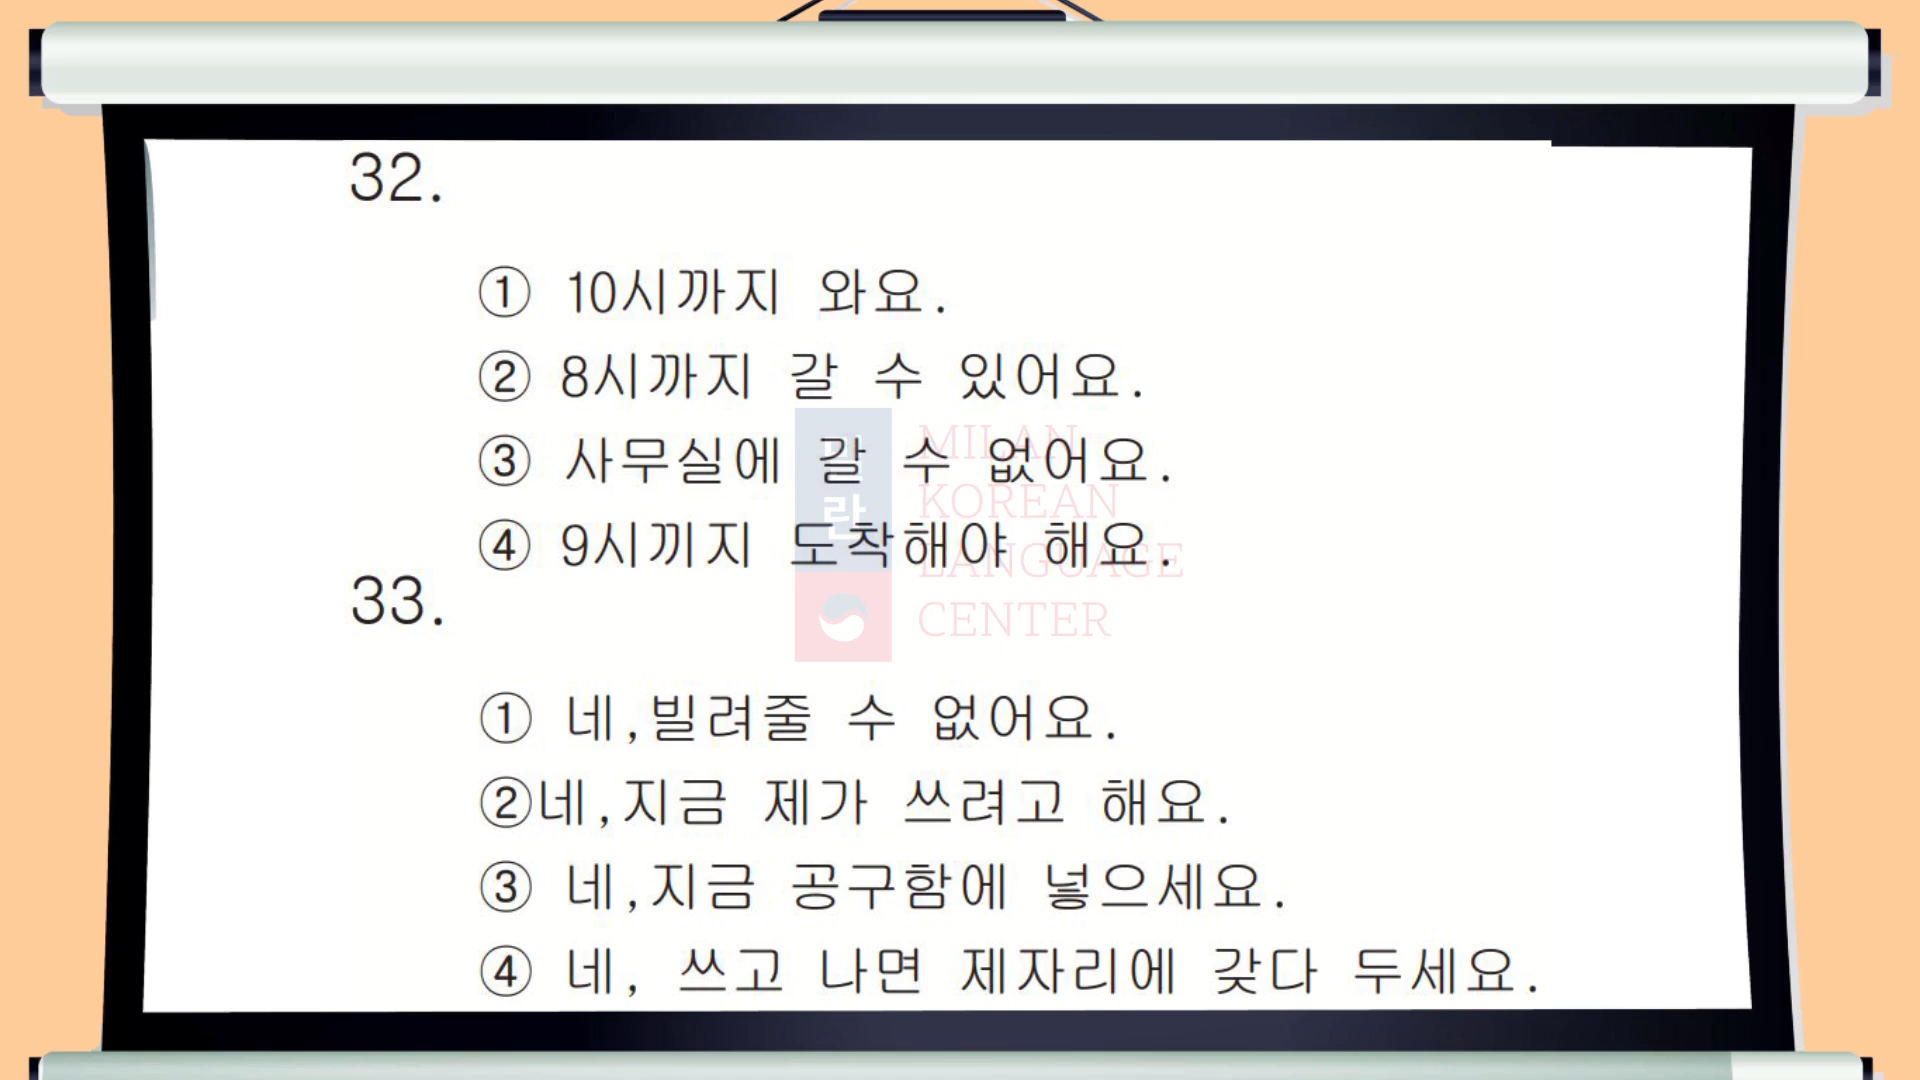 32.
① 10시까지 와요.
② 8시까지 갈 수 있어요.
③ 사무실에 갈 수 없어요.
④ 9시끼지 도착해야 해요.
33.
① 네,빌려줄 수 없어요.
②네,지금 제가 쓰려고 해요.
③ 네,지금 공구함에 넣으세요.
④ 네, 쓰고 나면 제자리에 갖다 두세요.
밀란
MILAN
KOREAN
LANGUAGE
CENTER